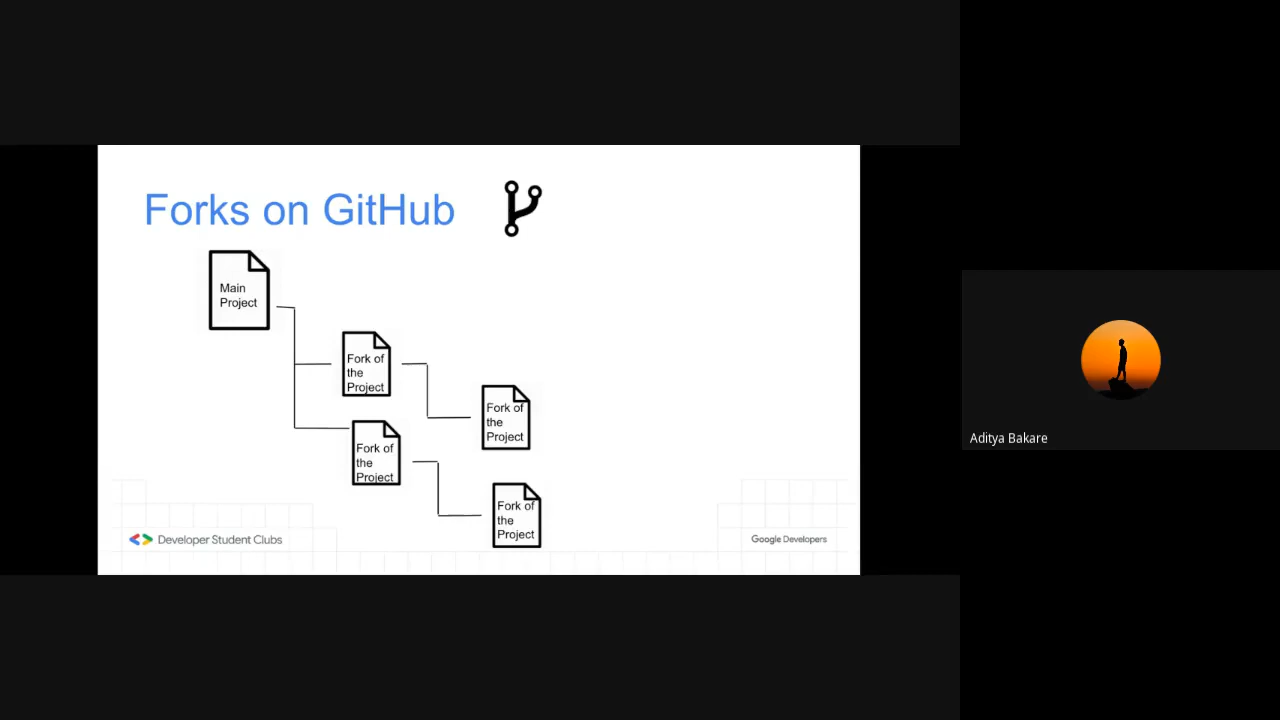 Forks on GitHub
Main
Project
Fork of
the
Project
Fork of
the
Project
Fork of
the
Project
Fork of
the
Project
Developer Student Clubs
Google Developers
Aditya Bakare